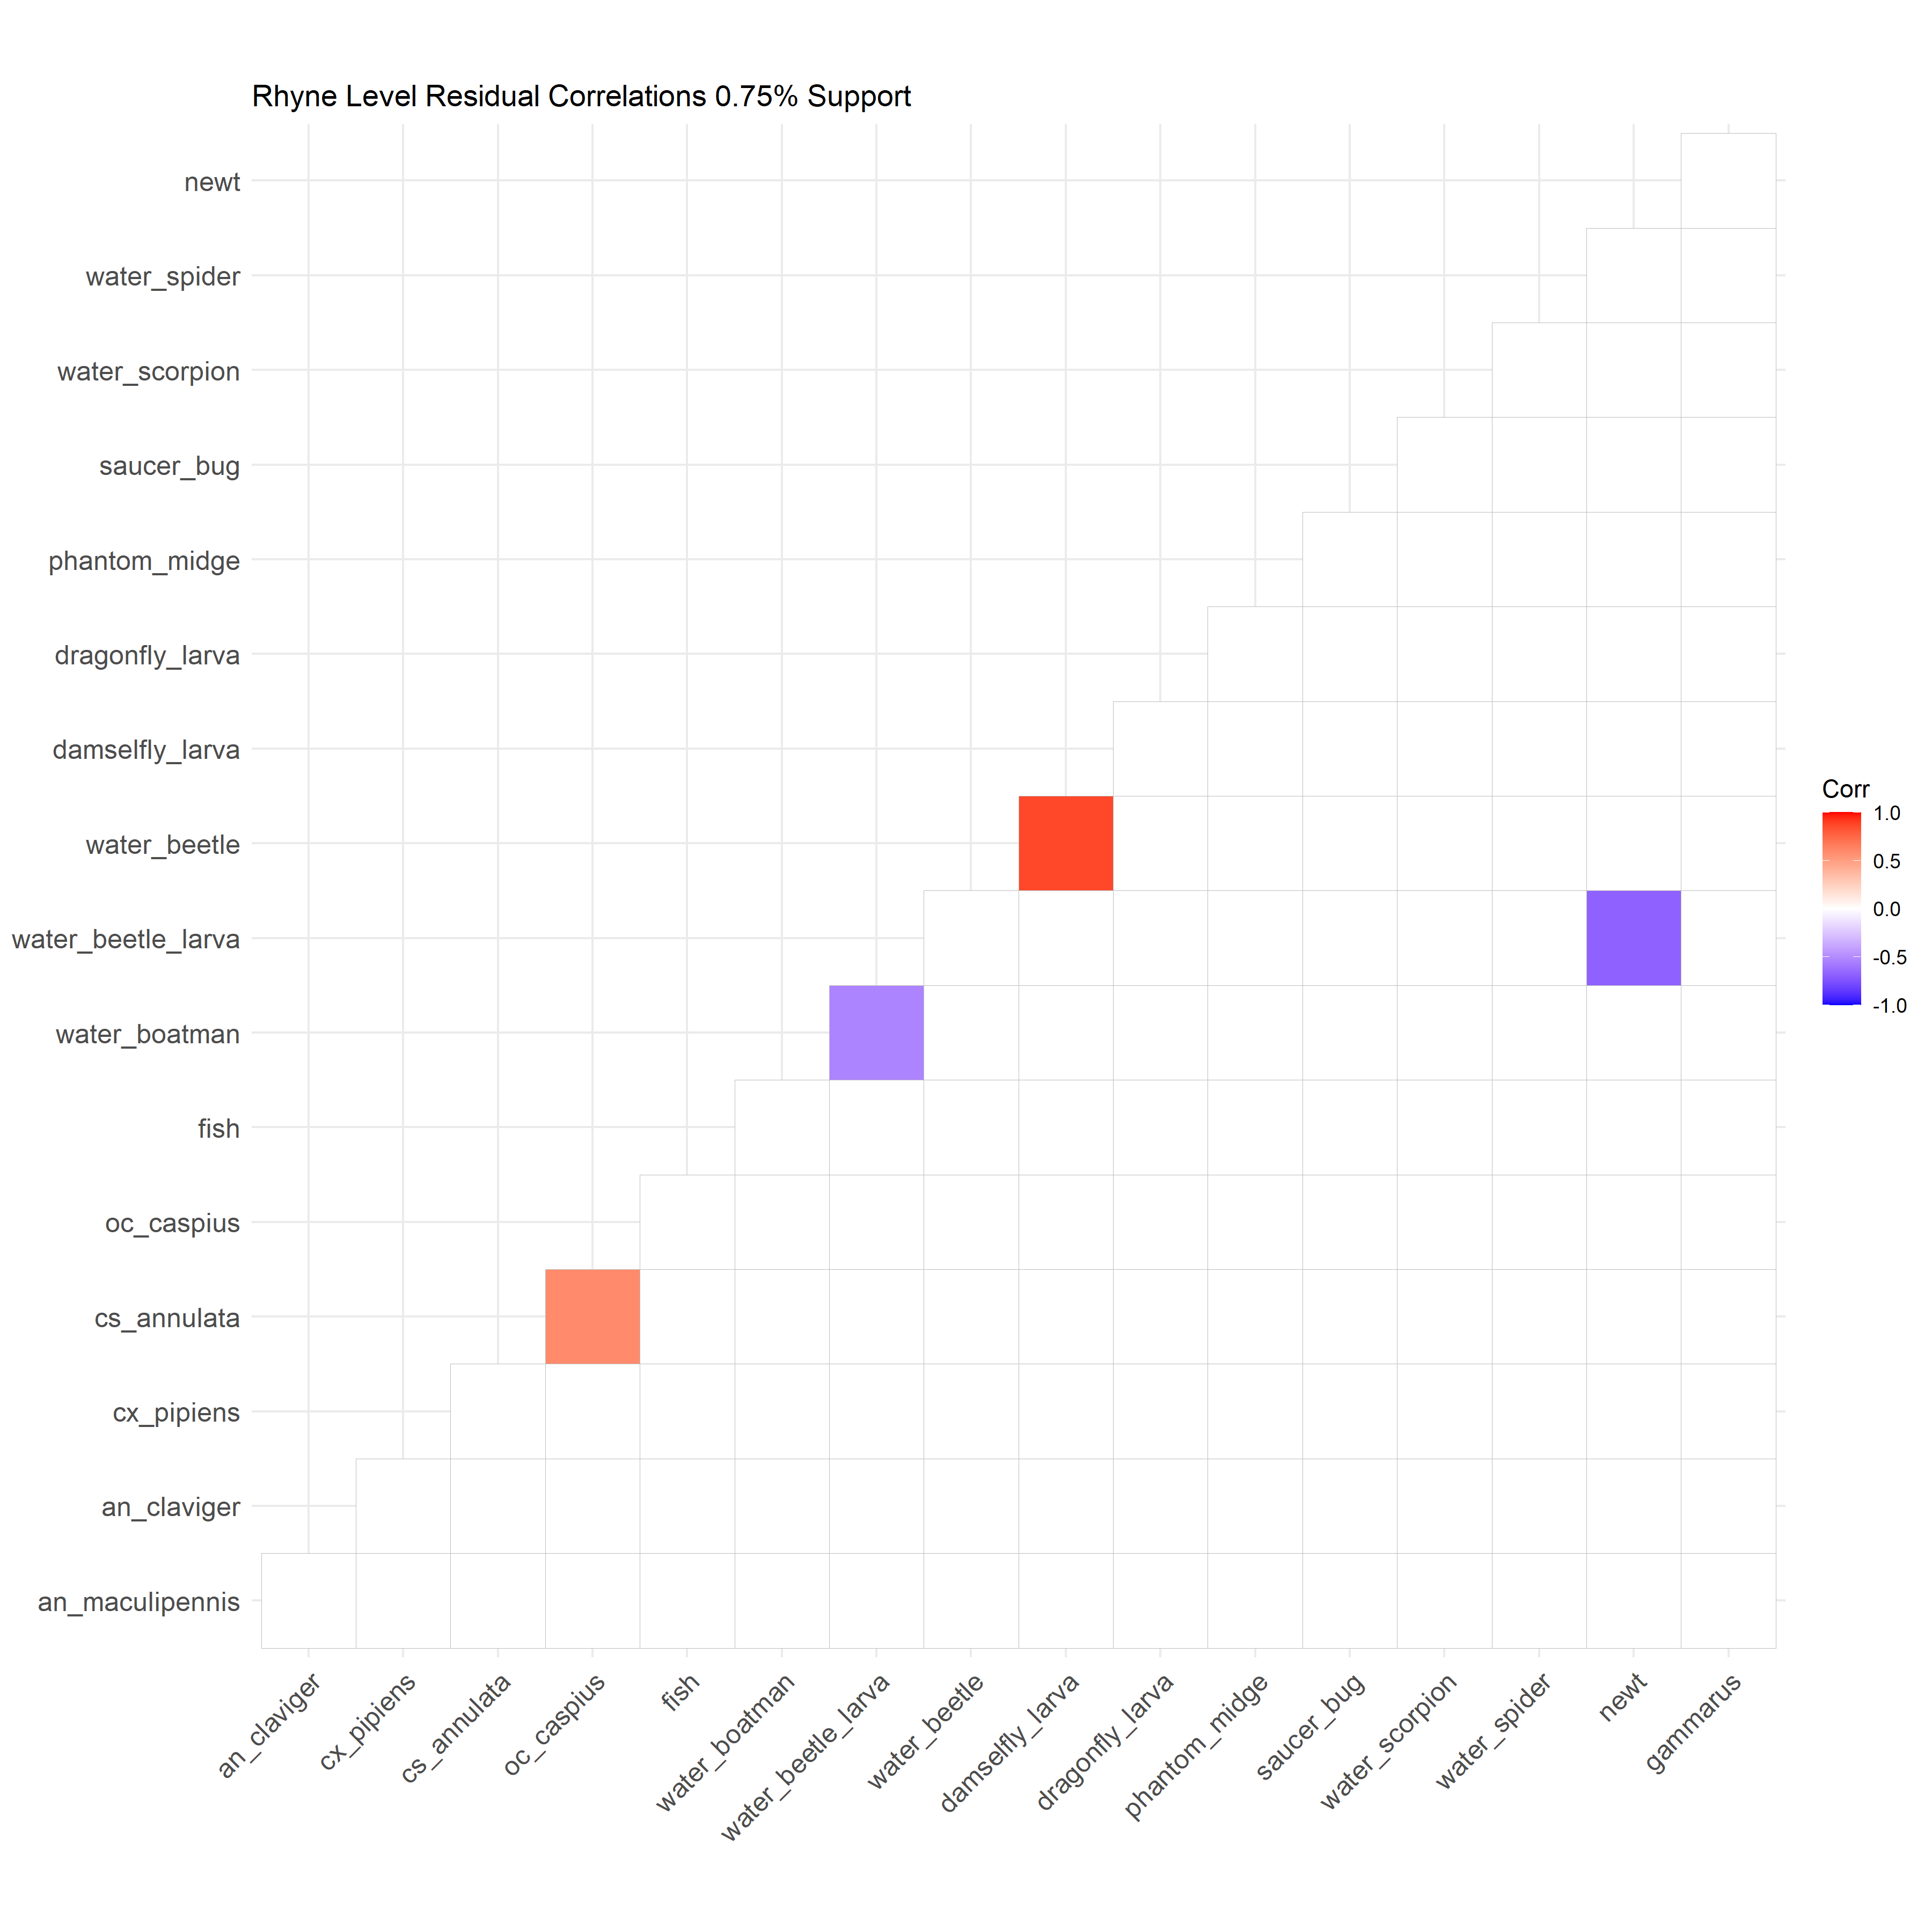 Rhyne Level Residual Correlations 0.75% Support
newt
water_spider
water_scorpion
saucer_bug
phantom_midge
dragonfly_larva
damselfly_larva
water_beetle
water_beetle_larva
water_boatman
fish
oc_caspius
cs_annulata
cx_pipiens
an_claviger
an_maculipennis
an_claviger
cx_pipiens
cs_annulata
oc_caspius
fish
water_boatman
water_beetle_larva
water_beetle
damselfly_larva
dragonfly_larva
phantom_midge
saucer_bug
water_scorpion
water_spider
newt
gammarus
Corr
1.0
0.5
0.0
-0.5
-1.0